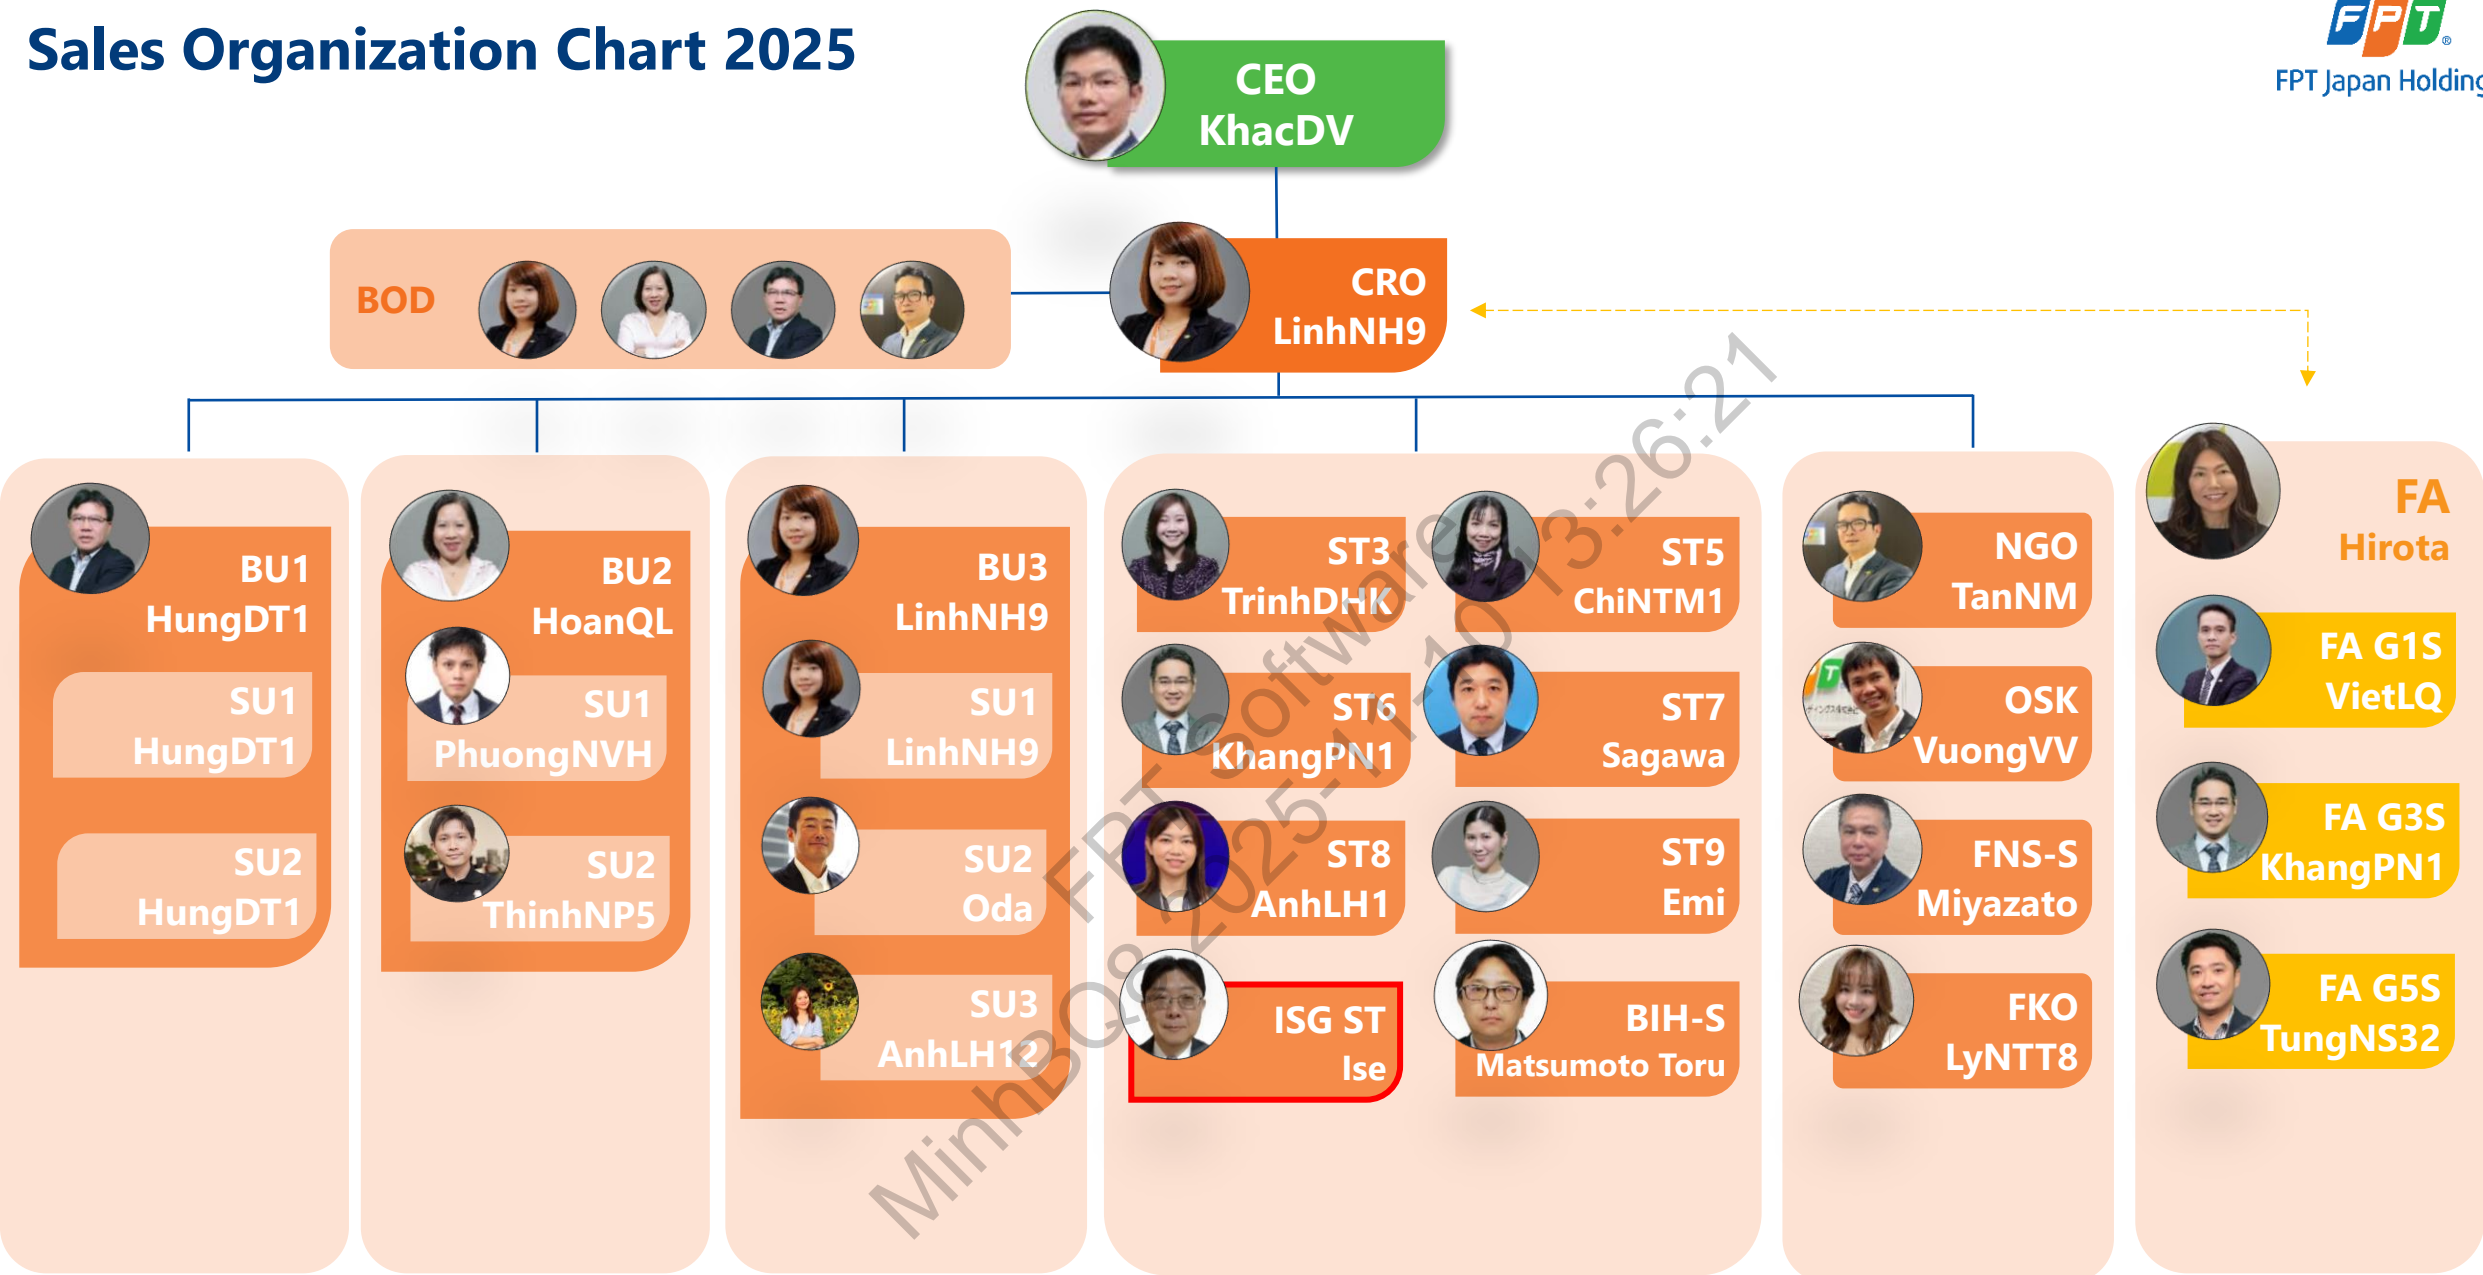 Sales Organization Chart 2025
FPT®
FPT Japan Holding
CEO
KhacDV
BOD
CRO
LinhNH9
BU1
HungDT1
SU1
HungDT1
SU2
HungDT1
BU2
HoanQL
SU1
PhuongNVH
SU2
ThinhNP5
BU3
LinhNH9
SU1
LinhNH9
SU2
Oda
SU3
AnhLH12
ST3
TrinhDHK
ST5
ChiNTM1
ST6
KhangPN1
ST7
Sagawa
ST8
AnhLH1
ST9
Emi
ISG ST
Ise
BIH-S
Matsumoto Toru
NGO
TanNM
OSK
VuongVV
FNS-S
Miyazato
FKO
LyNTT8
FA
Hirota
FA G1S
VietLQ
FA G3S
KhangPN1
FA G5S
TungNS32
FPT Software
MinhBQ8 2025-11-10 13:26:21